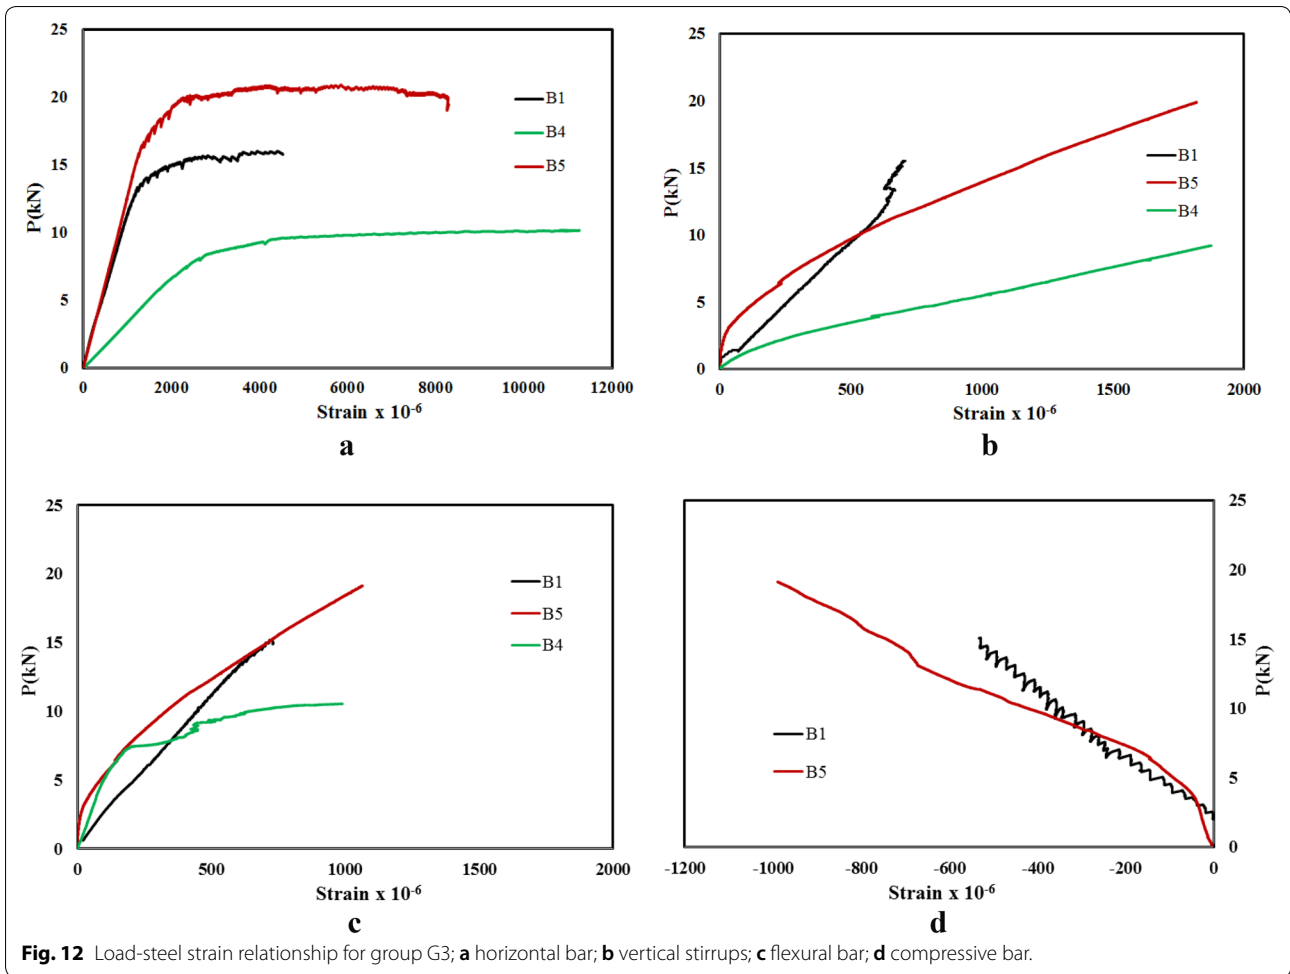 25
20
15
10
5
0
P(kN)
B1
B4
B5
0 2000 4000 6000 8000 10000 12000
Strain x 10-6
a
25
20
15
10
5
0
P(kN)
B1
B5
B4
0 500 1000 1500 2000
Strain x 10-6
b
25
20
15
10
5
0
P(kN)
B1
B5
B4
0 500 1000 1500 2000
Strain x 10-6
c
25
20
15
10
5
0
P(kN)
B1
B5
-1200 -1000 -800 -600 -400 -200 0
Strain x 10-6
d
Fig. 12 Load-steel strain relationship for group G3; a horizontal bar; b vertical stirrups; c flexural bar; d compressive bar.